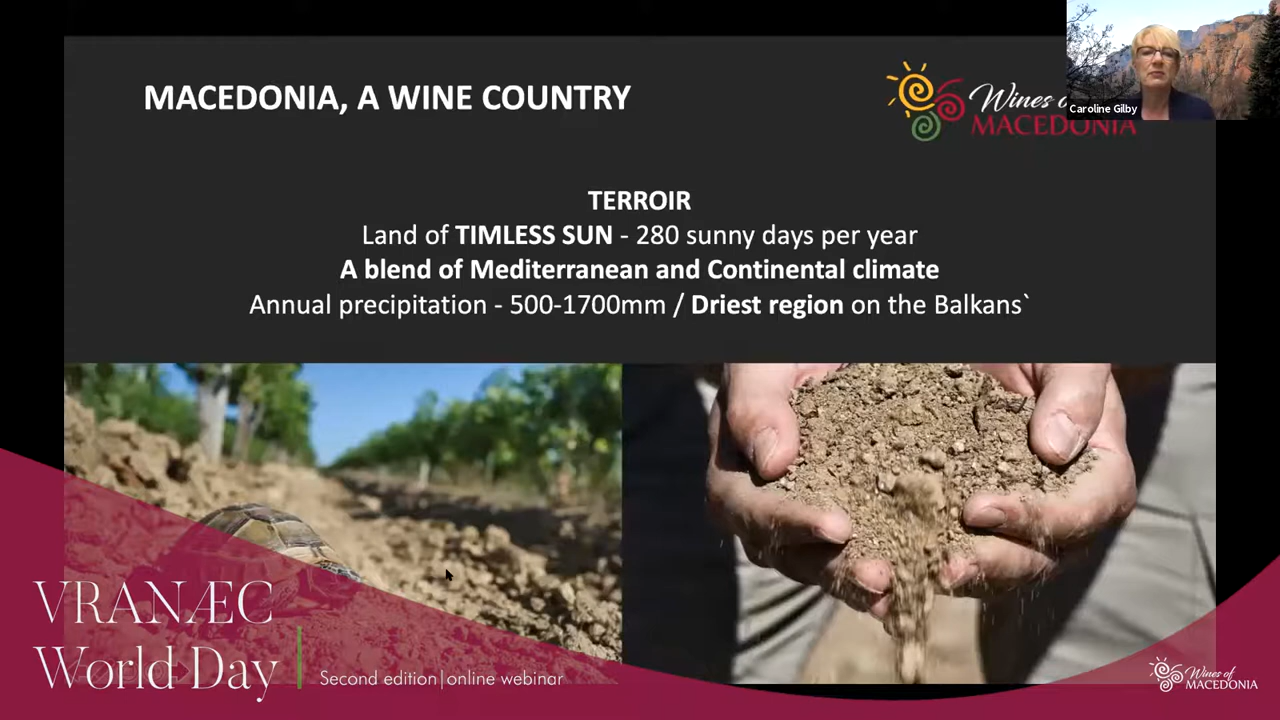 MACEDONIA, A WINE COUNTRY
Wines o
MACEDONIA
Caroline Gilby
TERROIR
Land of TIMLESS SUN - 280 sunny days per year
A blend of Mediterranean and Continental climate
Annual precipitation - 500-1700mm / Driest region on the Balkans`
VRANÆC
World Day
Second edition|online webinar
Wines of
MACEDONIA